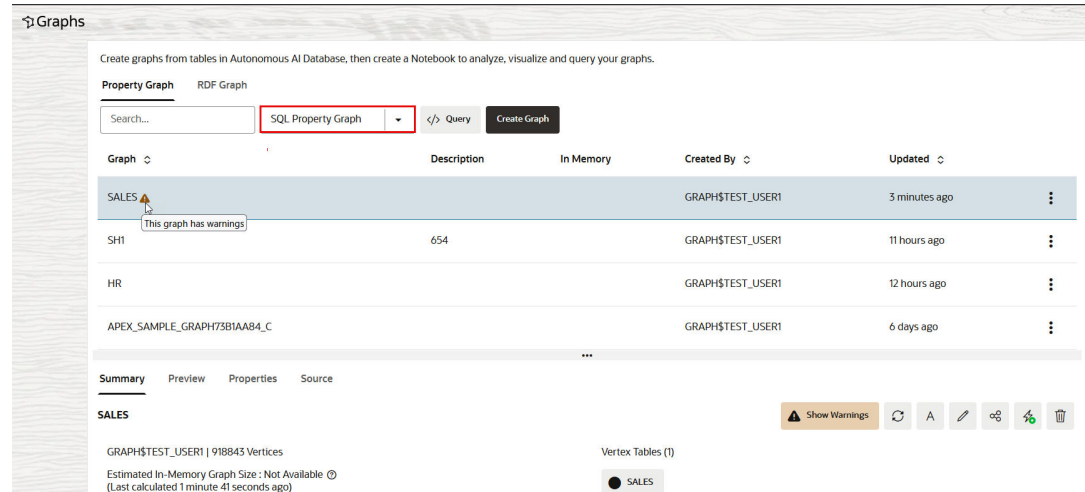 Graphs
Create graphs from tables in Autonomous AI Database, then create a Notebook to analyze, visualize and query your graphs.
Property Graph RDF Graph
Search... SQL Property Graph </> Query Create Graph
Graph Description In Memory Created By Updated
SALES GRAPH$TEST_USER1 3 minutes ago
This graph has warnings
SH1 654 GRAPH$TEST_USER1 11 hours ago
HR GRAPH$TEST_USER1 12 hours ago
APEX_SAMPLE_GRAPH73B1AA84_C GRAPH$TEST_USER1 6 days ago
Summary Preview Properties Source
SALES Show Warnings A
GRAPH$TEST_USER1 | 918843 Vertices Vertex Tables (1)
Estimated In-Memory Graph Size : Not Available ?
(Last calculated 1 minute 41 seconds ago) SALES